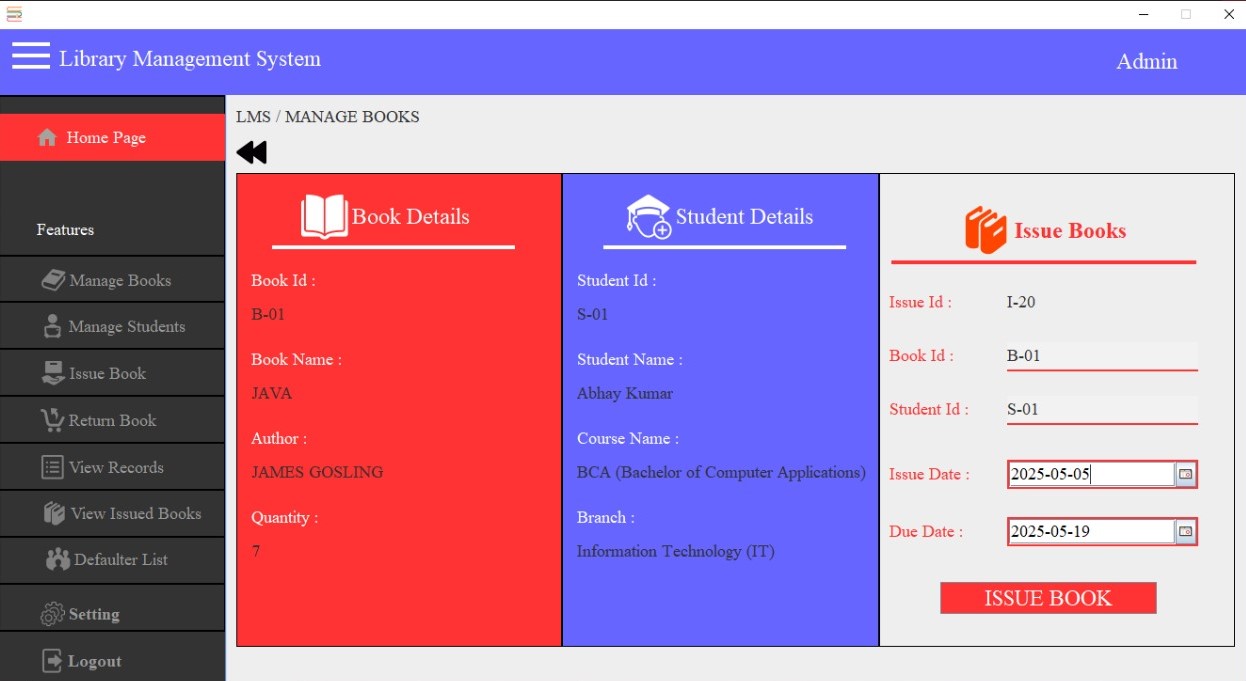 Library Management System
Admin
Home Page
Features
Manage Books
Manage Students
Issue Book
Return Book
View Records
View Issued Books
Defaulter List
Setting
Logout
LMS / MANAGE BOOKS
Book Details
Book Id :
B-01
Book Name :
JAVA
Author :
JAMES GOSLING
Quantity :
7
Student Details
Student Id :
S-01
Student Name :
Abhay Kumar
Course Name :
BCA (Bachelor of Computer Applications)
Branch :
Information Technology (IT)
Issue Books
Issue Id : I-20
Book Id : B-01
Student Id : S-01
Issue Date : 2025-05-05
Due Date : 2025-05-19
ISSUE BOOK